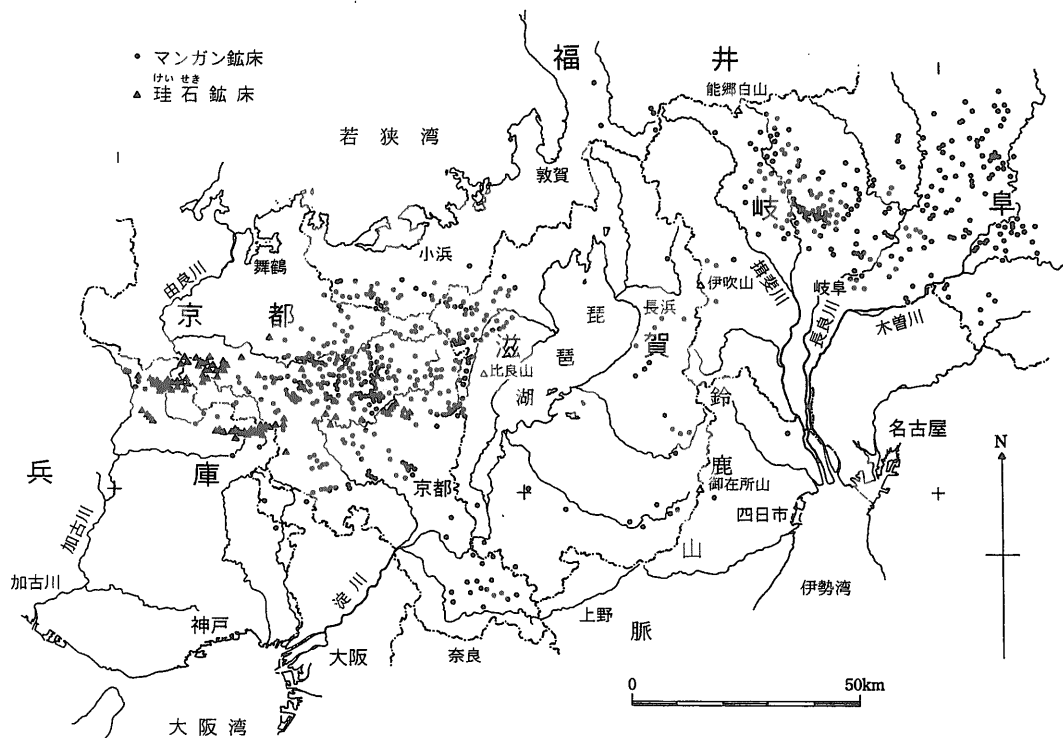 マンガン鉱床
けい せき
珪石鉱床
福井
能郷白山
若狭湾
敦賀
岐阜
小浜
舞鶴
由良川
京都
伊吹山
揖斐川
岐阜
長良川
木曽川
長浜
琵琶湖
滋賀
比良山
鈴鹿山脈
名古屋
兵庫
京都
御在所山
四日市
N
加古川
加古川
淀川
上野
伊勢湾
神戸
大阪
奈良
0 50km
大阪湾